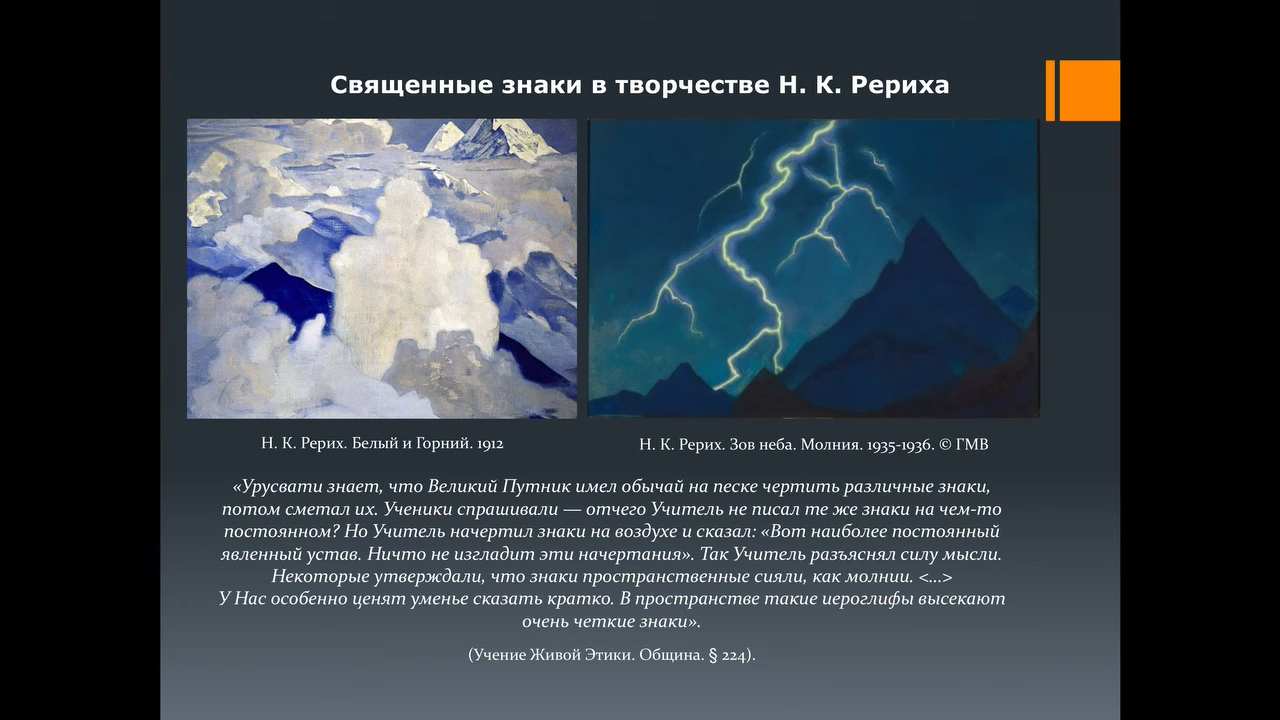 Священные знаки в творчестве Н. К. Рериха
Н. К. Рерих. Белый и Горний. 1912
Н. К. Рерих. Зов неба. Молния. 1935-1936. © ГМВ
«Урусвати знает, что Великий Путник имел обычай на песке чертить различные знаки,
потом сметал их. Ученики спрашивали — отчего Учитель не писал те же знаки на чем-то
постоянном? Но Учитель начертил знаки на воздухе и сказал: «Вот наиболее постоянный
явленный устав. Ничто не изгладит эти начертания». Так Учитель разъяснял силу мысли.
Некоторые утверждали, что знаки пространственные сияли, как молнии. <...>
У Нас особенно ценят уменье сказать кратко. В пространстве такие иероглифы высекают
очень четкие знаки».
(Учение Живой Этики. Община. § 224).